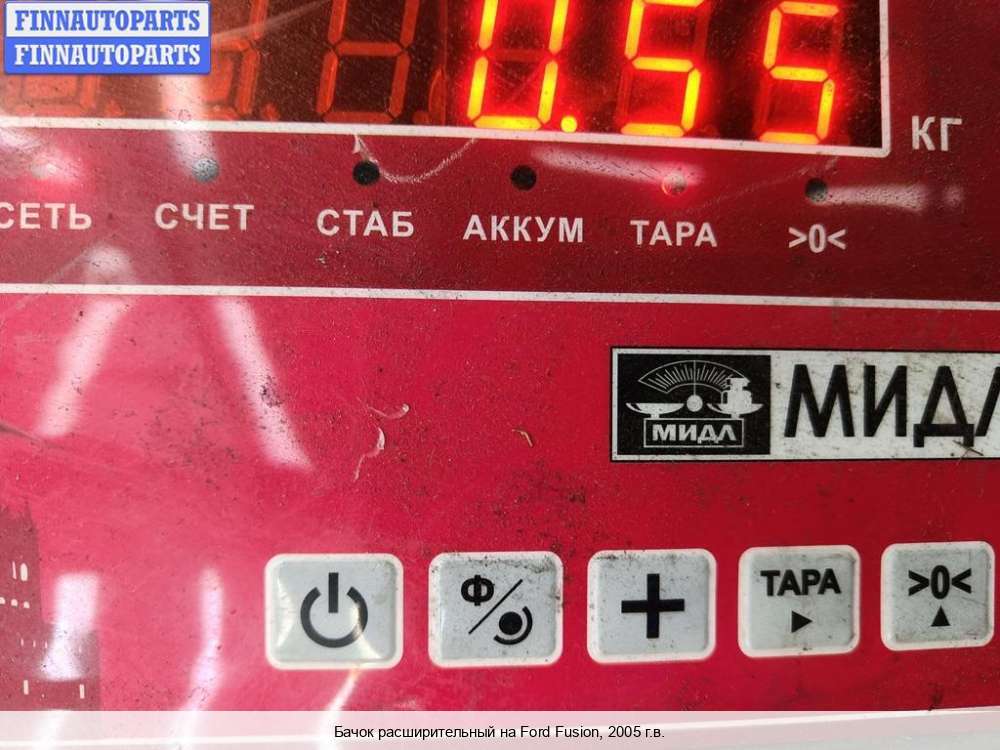 FINNAUTOPARTS
FINNAUTOPARTS
0.55
КГ
СЕТЬ СЧЕТ СТАБ АККУМ ТАРА >0<
МИДЛ МИДЛ
Ф ТАРА >0<
Бачок расширительный на Ford Fusion, 2005 г.в.